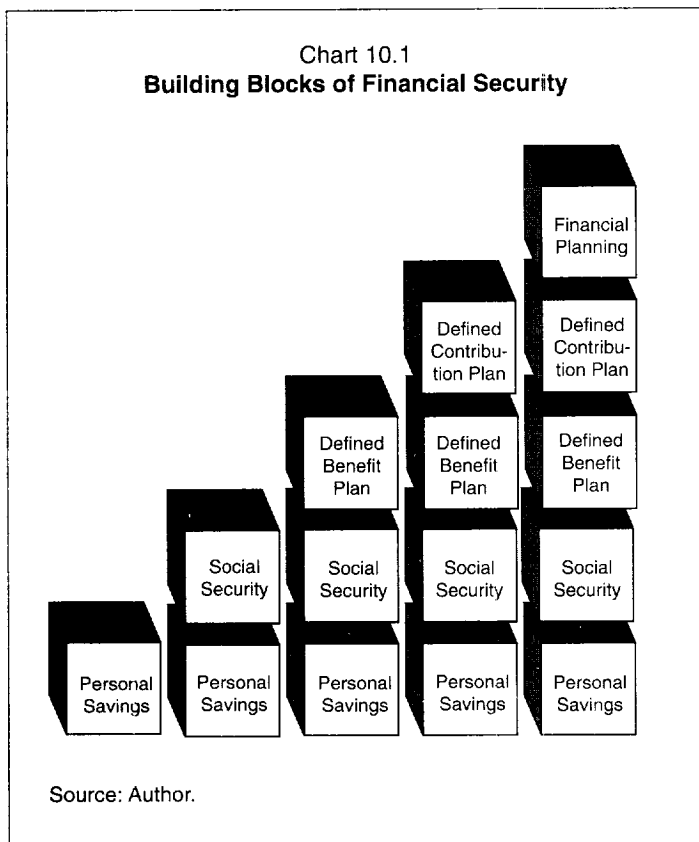 Chart 10.1
Building Blocks of Financial Security
Financial
Planning
Defined
Contribu-
tion Plan
Defined
Contribu-
tion Plan
Defined
Benefit
Plan
Defined
Benefit
Plan
Defined
Benefit
Plan
Social
Security
Social
Security
Social
Security
Social
Security
Personal
Savings
Personal
Savings
Personal
Savings
Personal
Savings
Personal
Savings
Source: Author.